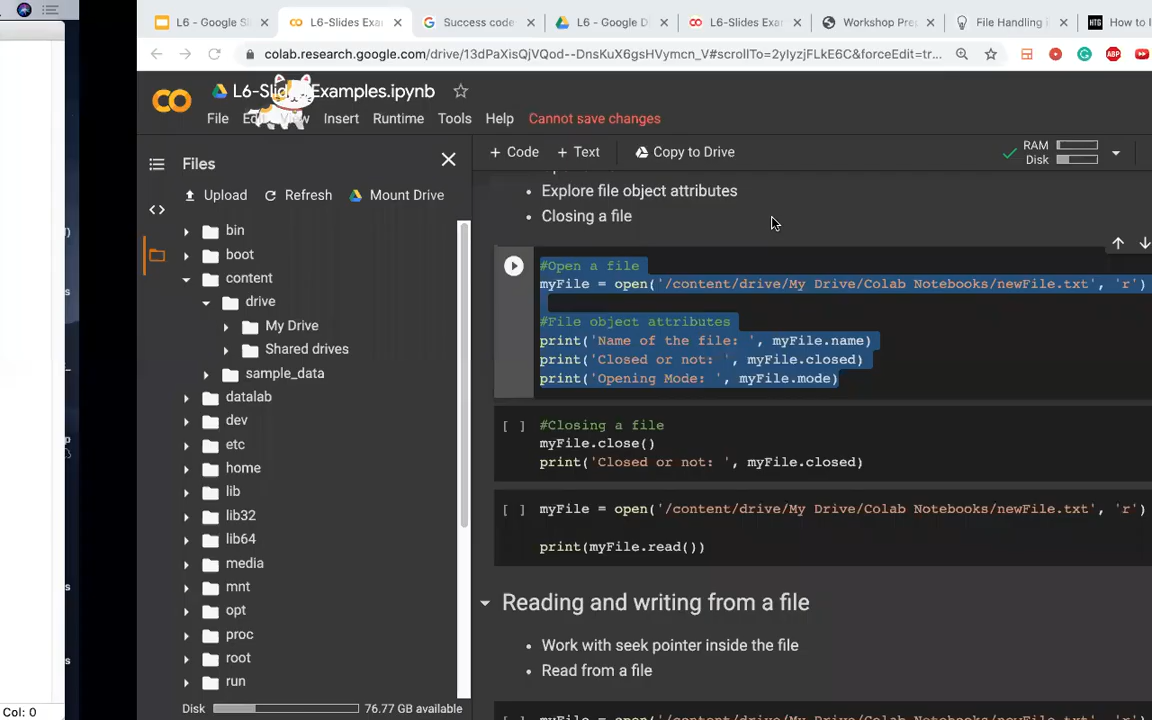 L6 - Google S
L6-Slides Exa
Success code
L6 - Google D
L6-Slides Exa
Workshop Pre
File Handling i
HTG
How to I
colab.research.google.com/drive/13dPaXisQjVQod--DnsKuX6gsHVymcn_V#scrollTo=2yIyzjFLkE6C&forceEdit=tr...
ABP
CO
L6-Slides Examples.ipynb
File Edit View Insert Runtime Tools Help Cannot save changes
Files
+ Code + Text Copy to Drive
RAM
Disk
Upload Refresh Mount Drive
bin
boot
content
drive
My Drive
Shared drives
sample_data
datalab
dev
etc
home
lib
lib32
lib64
media
mnt
opt
proc
root
run
Disk 76.77 GB available
• Explore file object attributes
• Closing a file
#Open a file
myFile = open('/content/drive/My Drive/Colab Notebooks/newFile.txt', 'r')
#File object attributes
print('Name of the file: ', myFile.name)
print('Closed or not: ', myFile.closed)
print('Opening Mode: ', myFile.mode)
[ ] #Closing a file
myFile.close()
print('Closed or not: ', myFile.closed)
[ ] myFile = open('/content/drive/My Drive/Colab Notebooks/newFile.txt', 'r')
print(myFile.read())
Reading and writing from a file
• Work with seek pointer inside the file
• Read from a file
Col: 0